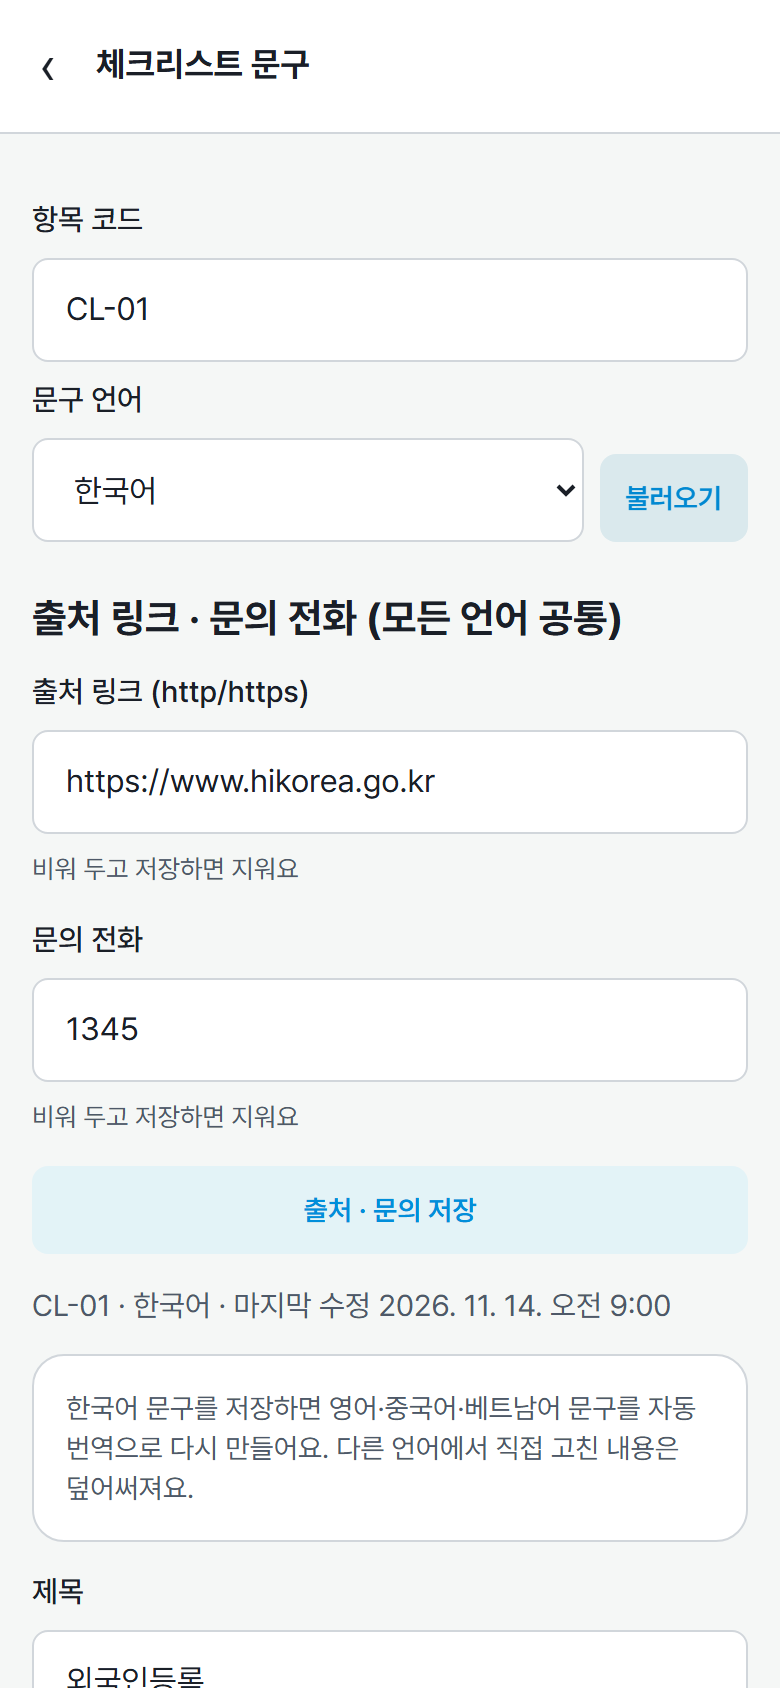 체크리스트 문구
항목 코드
CL-01
문구 언어
한국어
불러오기
출처 링크 · 문의 전화 (모든 언어 공통)
출처 링크 (http/https)
https://www.hikorea.go.kr
비워 두고 저장하면 지워요
문의 전화
1345
비워 두고 저장하면 지워요
출처 · 문의 저장
CL-01 · 한국어 · 마지막 수정 2026. 11. 14. 오전 9:00
한국어 문구를 저장하면 영어·중국어·베트남어 문구를 자동
번역으로 다시 만들어요. 다른 언어에서 직접 고친 내용은
덮어써져요.
제목
외국인등록